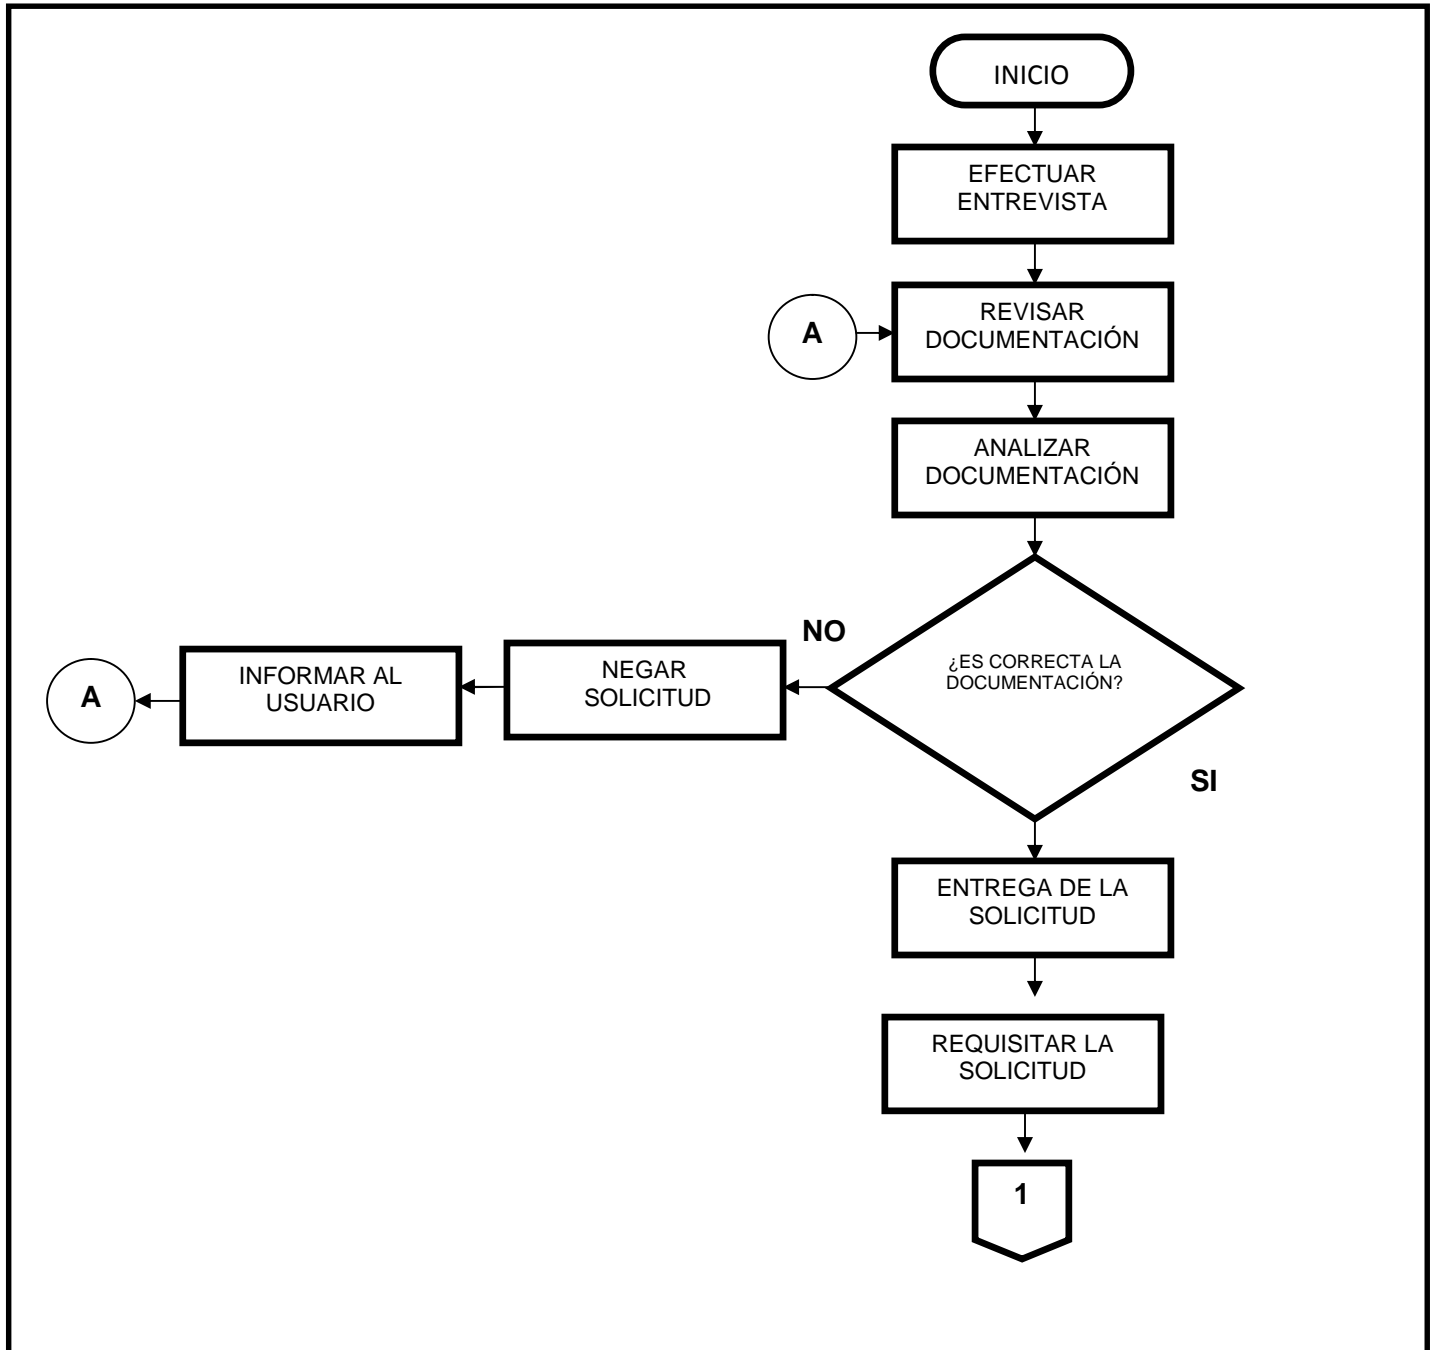 INICIO
EFECTUAR
ENTREVISTA
A
REVISAR
DOCUMENTACIÓN
ANALIZAR
DOCUMENTACIÓN
¿ES CORRECTA LA
DOCUMENTACIÓN?
NO
NEGAR
SOLICITUD
INFORMAR AL
USUARIO
A
SI
ENTREGA DE LA
SOLICITUD
REQUISITAR LA
SOLICITUD
1